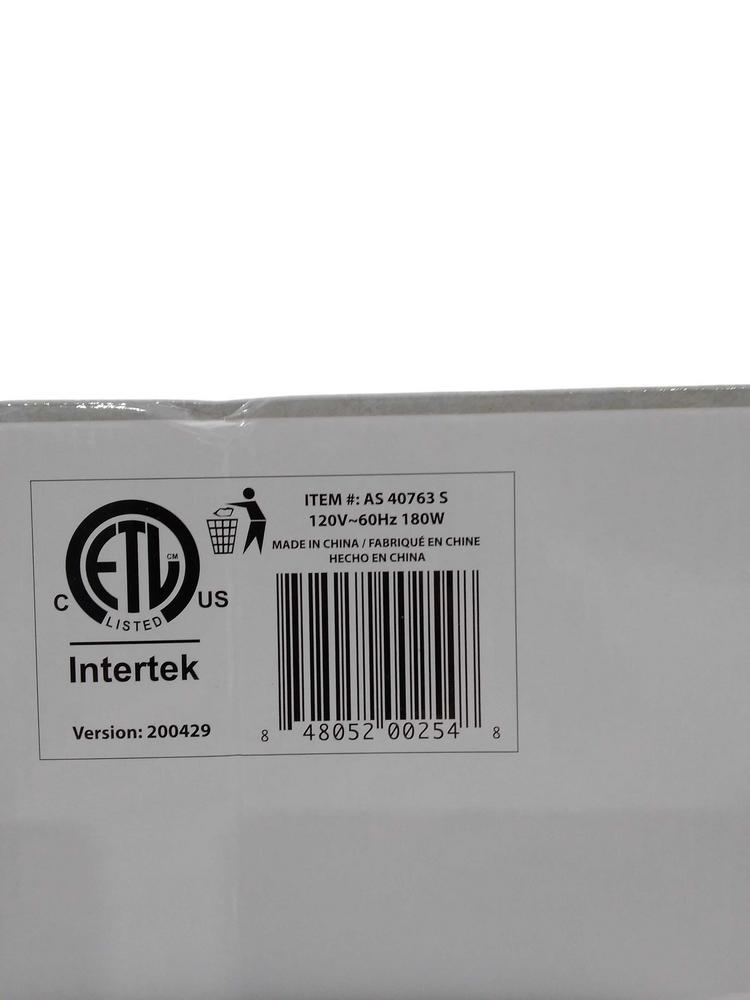 ETL CM
C US
LISTED
Intertek
Version: 200429
ITEM #: AS 40763 S
120V~60Hz 180W
MADE IN CHINA / FABRIQUÉ EN CHINE
HECHO EN CHINA
8 48052 00254 8